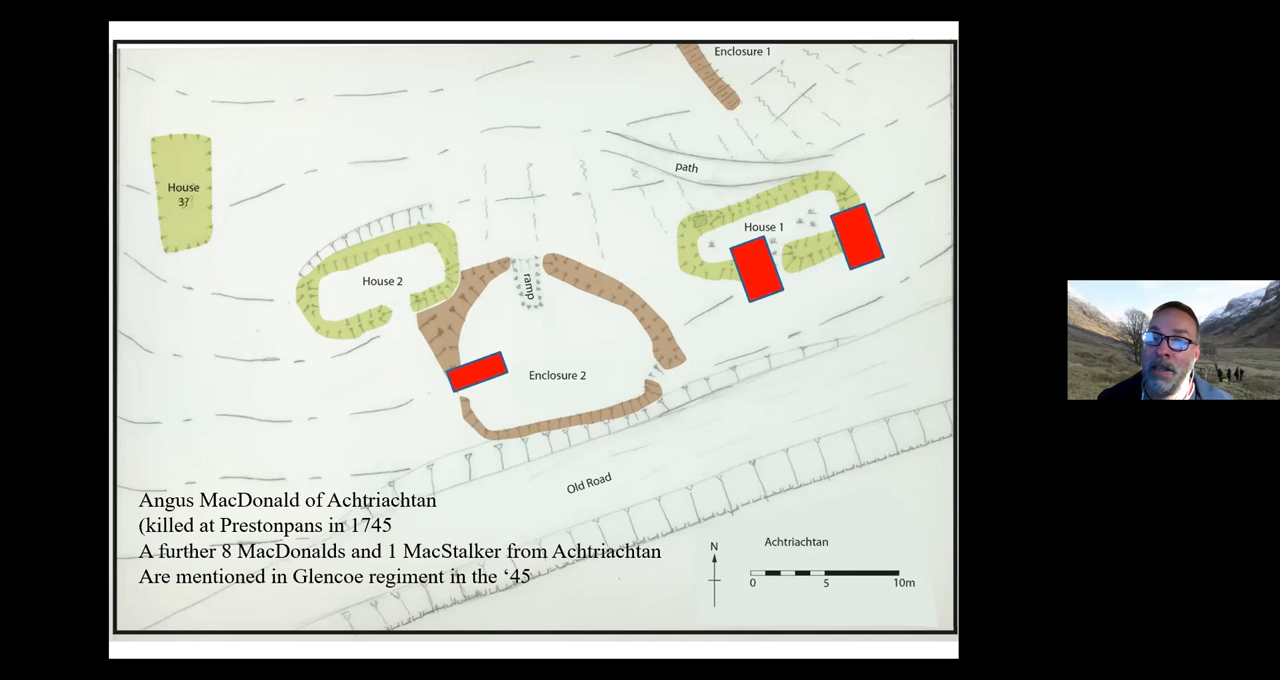 Enclosure 1
path
House
3?
House 1
House 2
ramp
Enclosure 2
Old Road
Angus MacDonald of Achtriachtan
(killed at Prestonpans in 1745
A further 8 MacDonalds and 1 MacStalker from Achtriachtan
Are mentioned in Glencoe regiment in the ‘45
N
Achtriachtan
0 5 10m